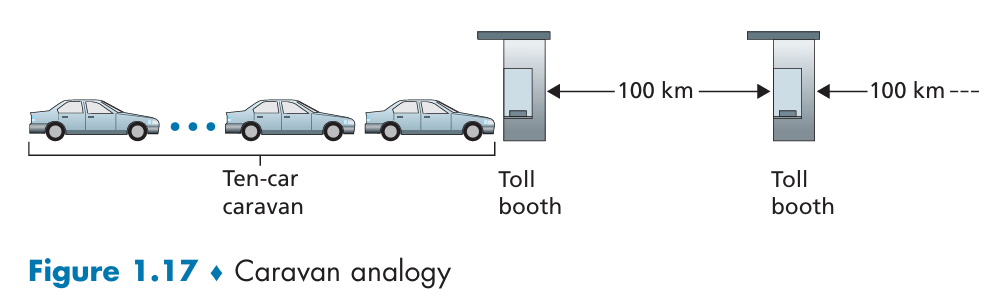 100 km
100 km
Ten-car
caravan
Toll
booth
Toll
booth
Figure 1.17 ♦ Caravan analogy